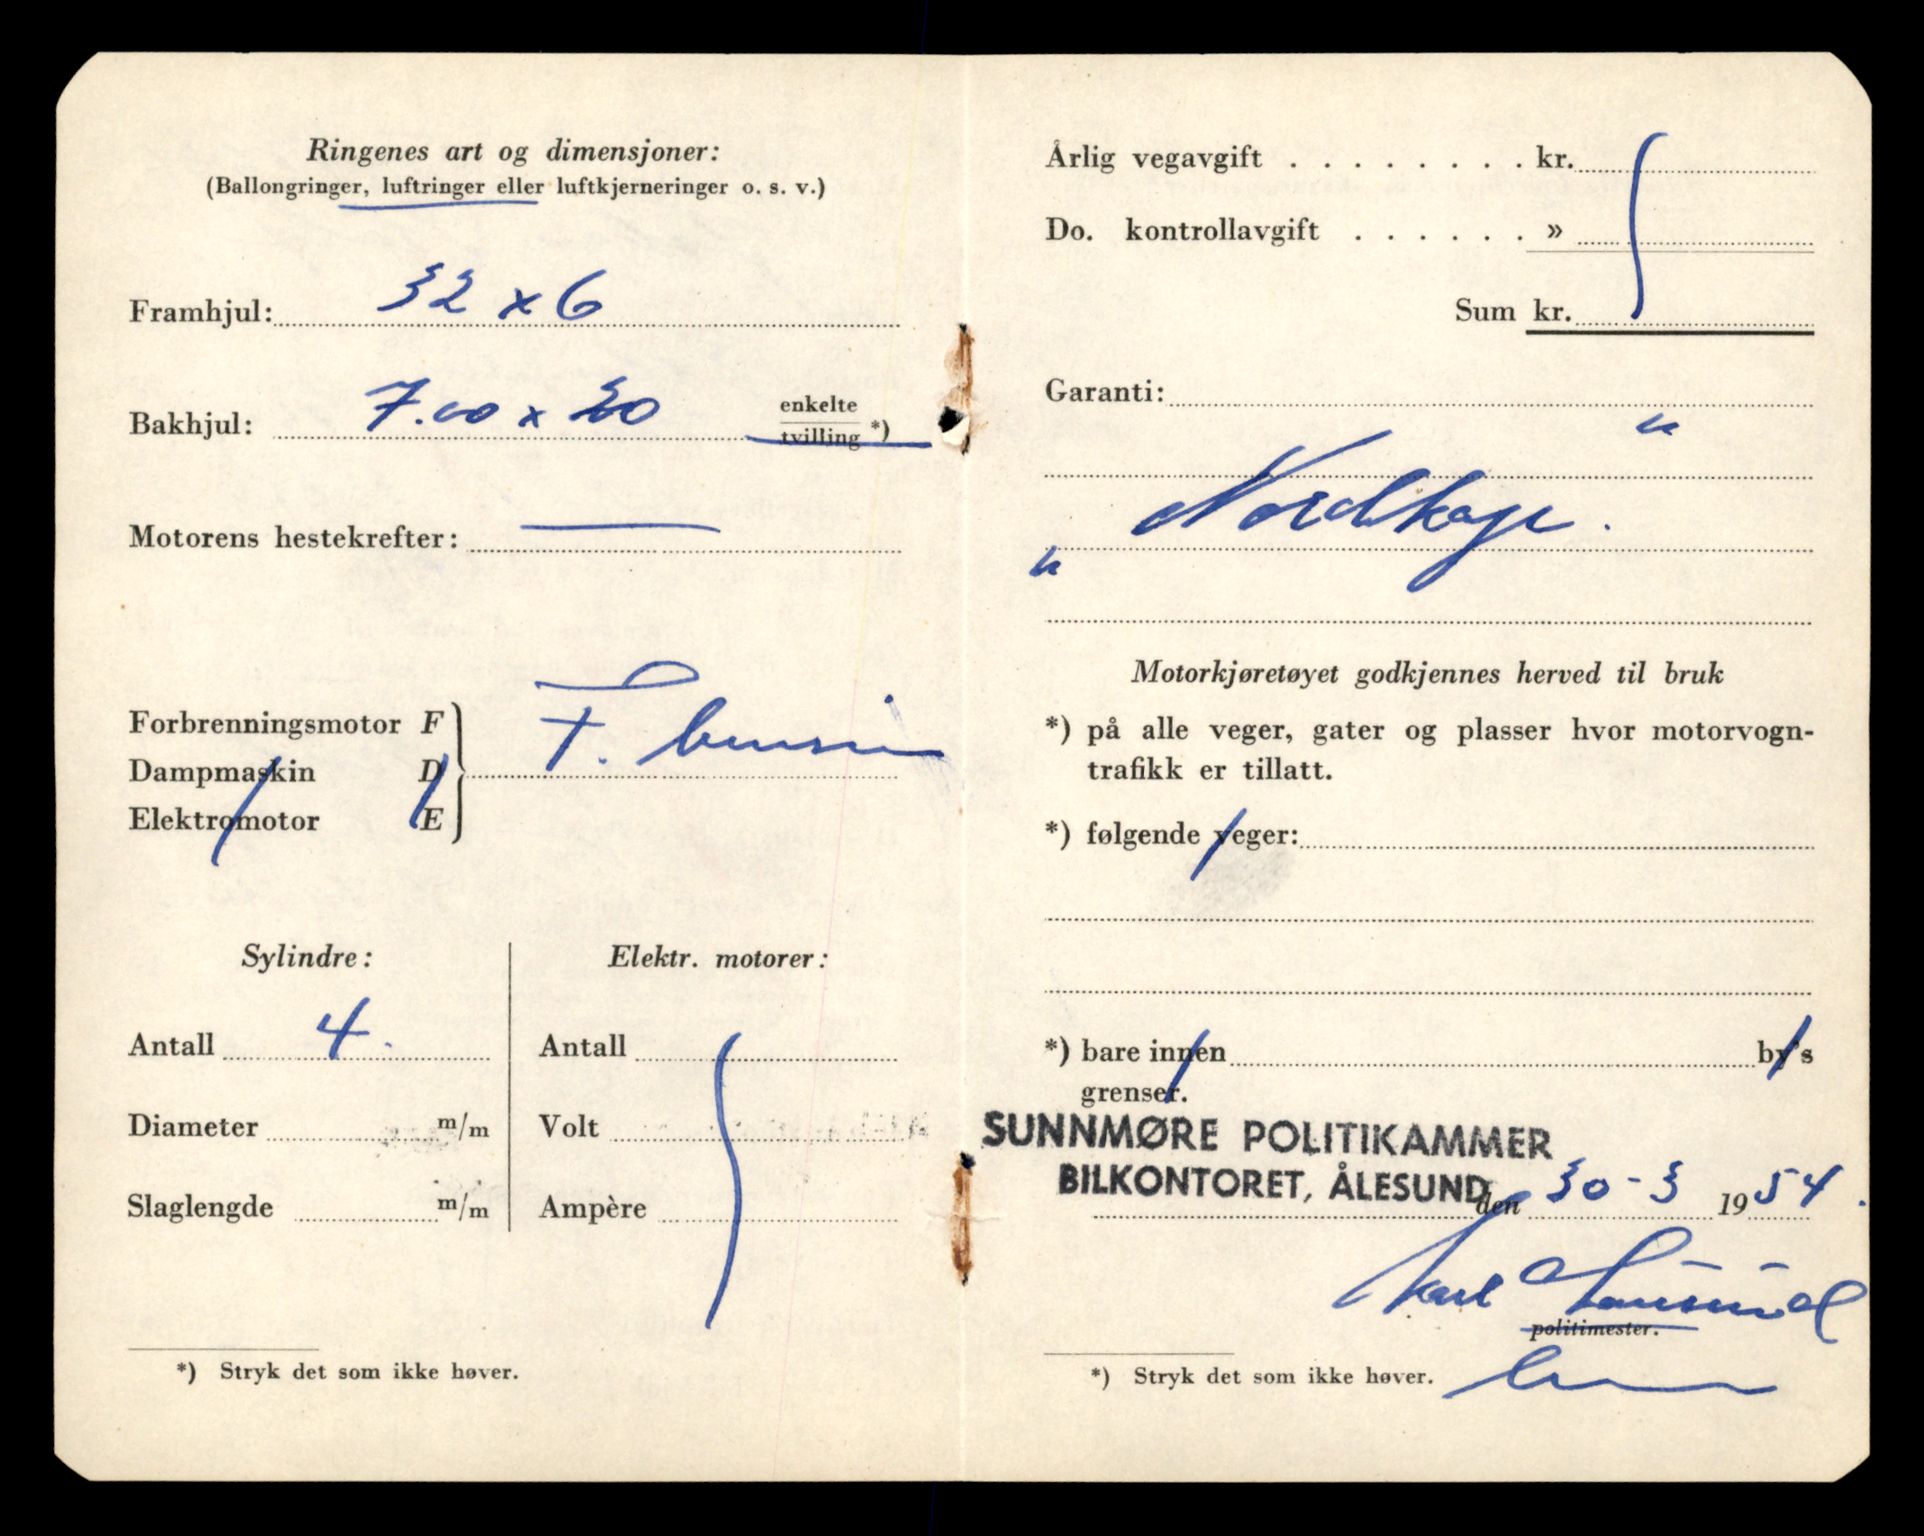 Ringenes art og dimensjoner:
(Ballongringer, luftringer eller luftkjerneringer o. s. v.)
Framhjul: 32 x 6
Bakhjul: 7.00 x 20 enkelte
tvilling *)
Motorens hestekrefter:
Forbrenningsmotor F
Dampmaskin D
Elektromotor E
F. bensin
Sylindre:
Antall 4.
Diameter m/m
Slaglengde m/m
Elektr. motorer:
Antall
Volt
Ampère
*) Stryk det som ikke høver.
Årlig vegavgift . . . . . . . . kr.
Do. kontrollavgift . . . . . . »
Sum kr.
Garanti:
"
Nordkapp.
"
Motorkjøretøyet godkjennes herved til bruk
*) på alle veger, gater og plasser hvor motorvogn-
trafikk er tillatt.
*) følgende veger:
*) bare innen by's
grenser.
SUNNMØRE POLITIKAMMER
BILKONTORET, ÅLESUND
den 30-3 1954.
Karl
politimester.
*) Stryk det som ikke høver.